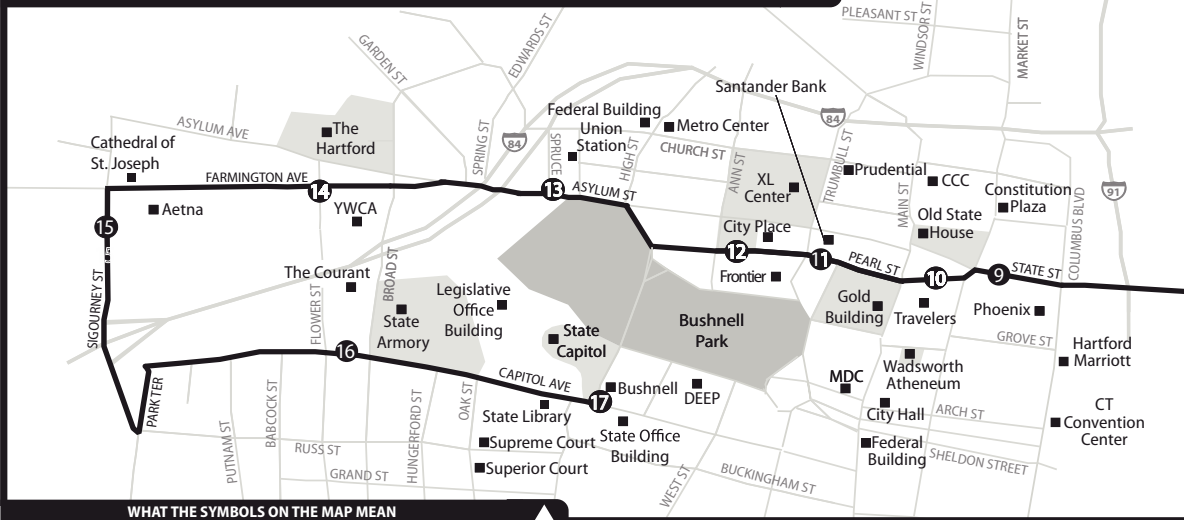 PLEASANT ST
WINDSOR ST
MARKET ST
EDWARDS ST
GARDEN ST
Santander Bank
Federal Building
84
Union
Station
Metro Center
ASYLUM AVE
The
Hartford
SPRING ST
84
SPRUCE
HIGH ST
CHURCH ST
ANN ST
TRUMBULL ST
Cathedral of
St. Joseph
FARMINGTON AVE
14
13
ASYLUM ST
XL
Center
Prudential
CCC
MAIN ST
Constitution
Plaza
91
COLUMBUS BLVD
Aetna
YWCA
15
City Place
Old State
House
12
11
PEARL ST
10
9
STATE ST
The Courant
BROAD ST
Frontier
SIGOURNEY ST
FLOWER ST
State
Armory
Legislative
Office
Building
Gold
Building
Travelers
Phoenix
State
Capitol
Bushnell
Park
GROVE ST
Hartford
Marriott
16
CAPITOL AVE
Wadsworth
Atheneum
PARK TER
17
Bushnell
DEEP
MDC
City Hall
ARCH ST
CT
Convention
Center
BABCOCK ST
OAK ST
State Library
PUTNAM ST
HUNGERFORD ST
RUSS ST
Supreme Court
State Office
Building
Federal
Building
SHELDON STREET
GRAND ST
Superior Court
WEST ST
BUCKINGHAM ST
WHAT THE SYMBOLS ON THE MAP MEAN